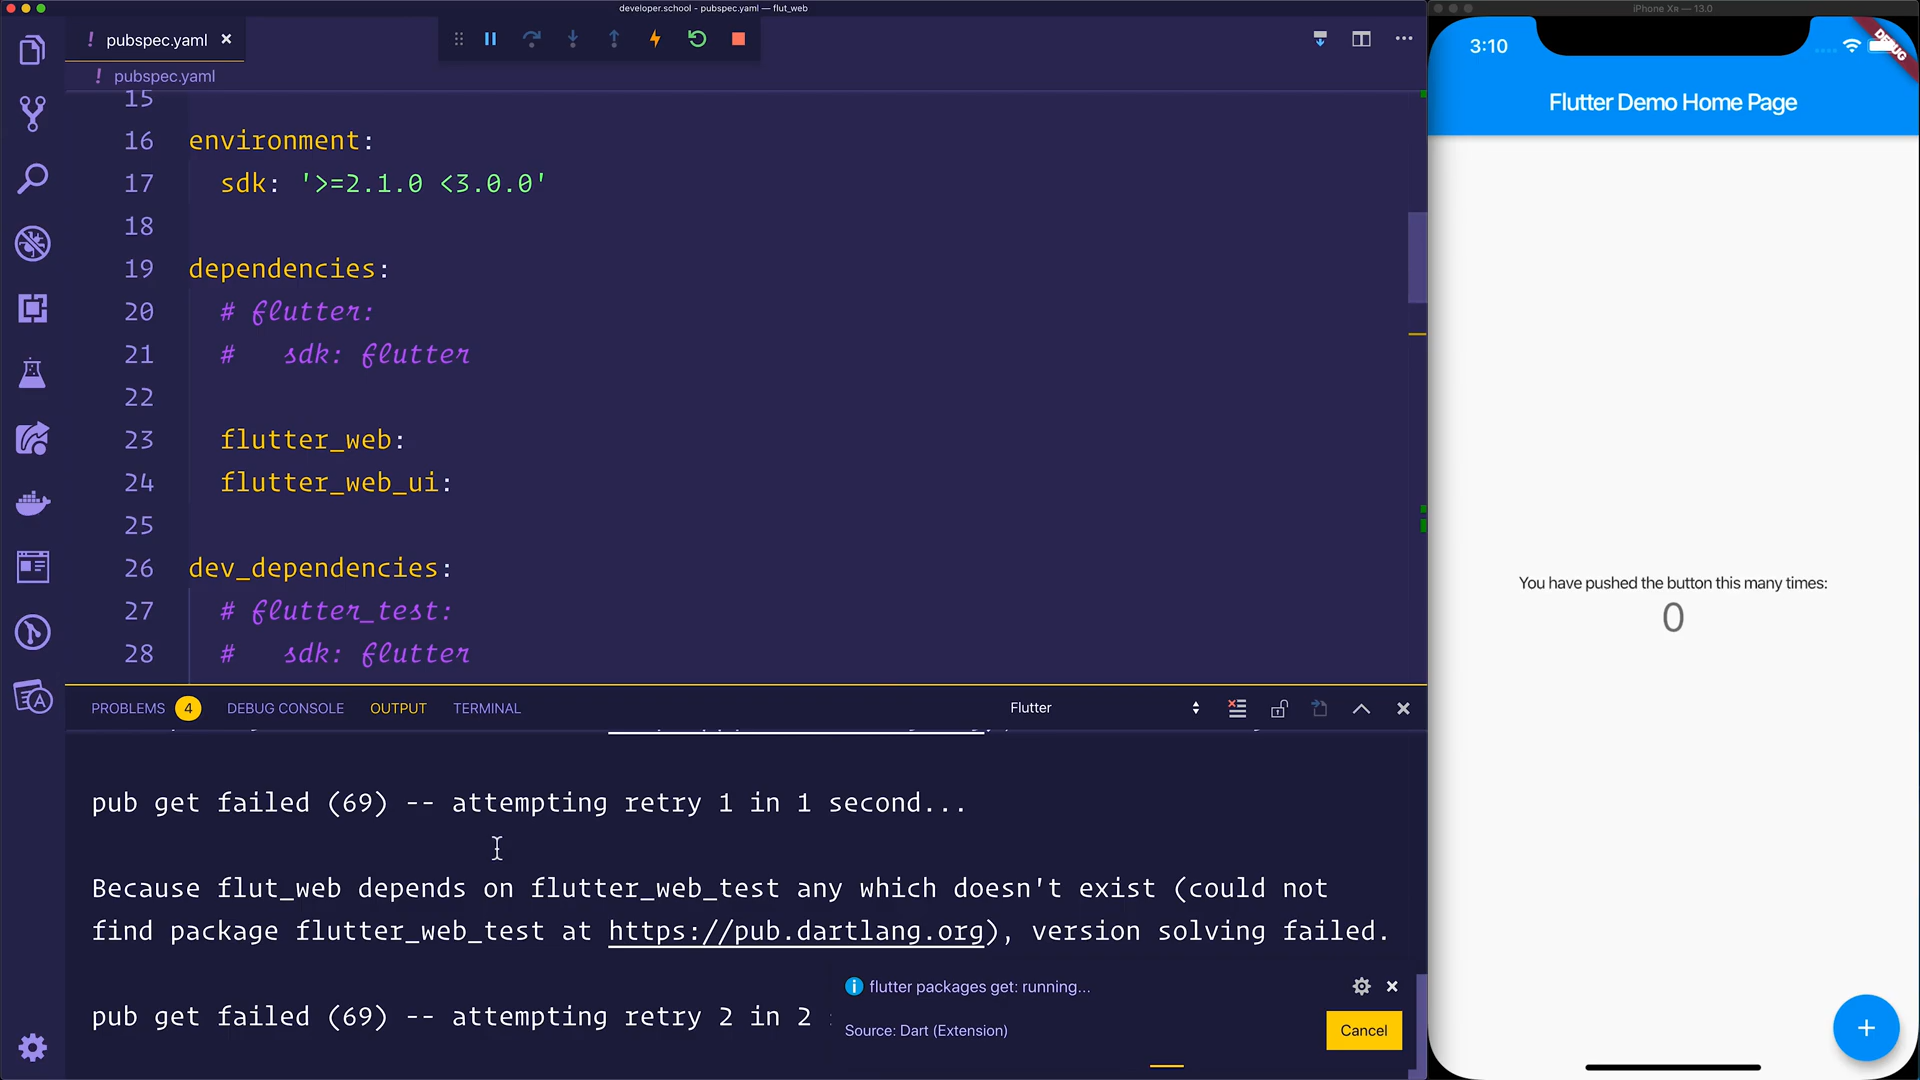 developer.school - pubspec.yaml — flut_web
iPhone Xʀ — 13.0
! pubspec.yaml ×
! pubspec.yaml
15
16 environment:
17 sdk: '>=2.1.0 <3.0.0'
18
19 dependencies:
20 # flutter:
21 # sdk: flutter
22
23 flutter_web:
24 flutter_web_ui:
25
26 dev_dependencies:
27 # flutter_test:
28 # sdk: flutter
PROBLEMS 4 DEBUG CONSOLE OUTPUT TERMINAL Flutter
pub get failed (69) -- attempting retry 1 in 1 second...
Because flut_web depends on flutter_web_test any which doesn't exist (could not
find package flutter_web_test at https://pub.dartlang.org), version solving failed.
pub get failed (69) -- attempting retry 2 in 2
flutter packages get: running...
Source: Dart (Extension)
Cancel
3:10
DEBUG
Flutter Demo Home Page
You have pushed the button this many times:
0
+